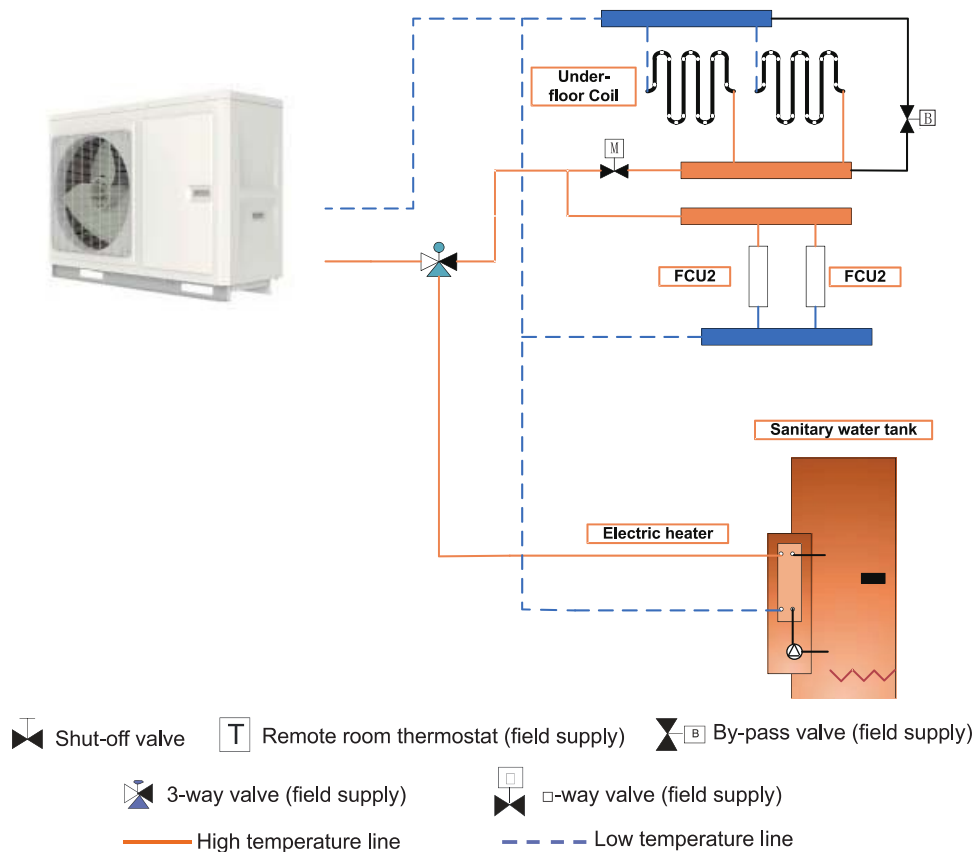 Under-
floor Coil
M
B
FCU2
FCU2
Sanitary water tank
Electric heater
Shut-off valve
T Remote room thermostat (field supply)
B By-pass valve (field supply)
3-way valve (field supply)
□-way valve (field supply)
High temperature line
Low temperature line